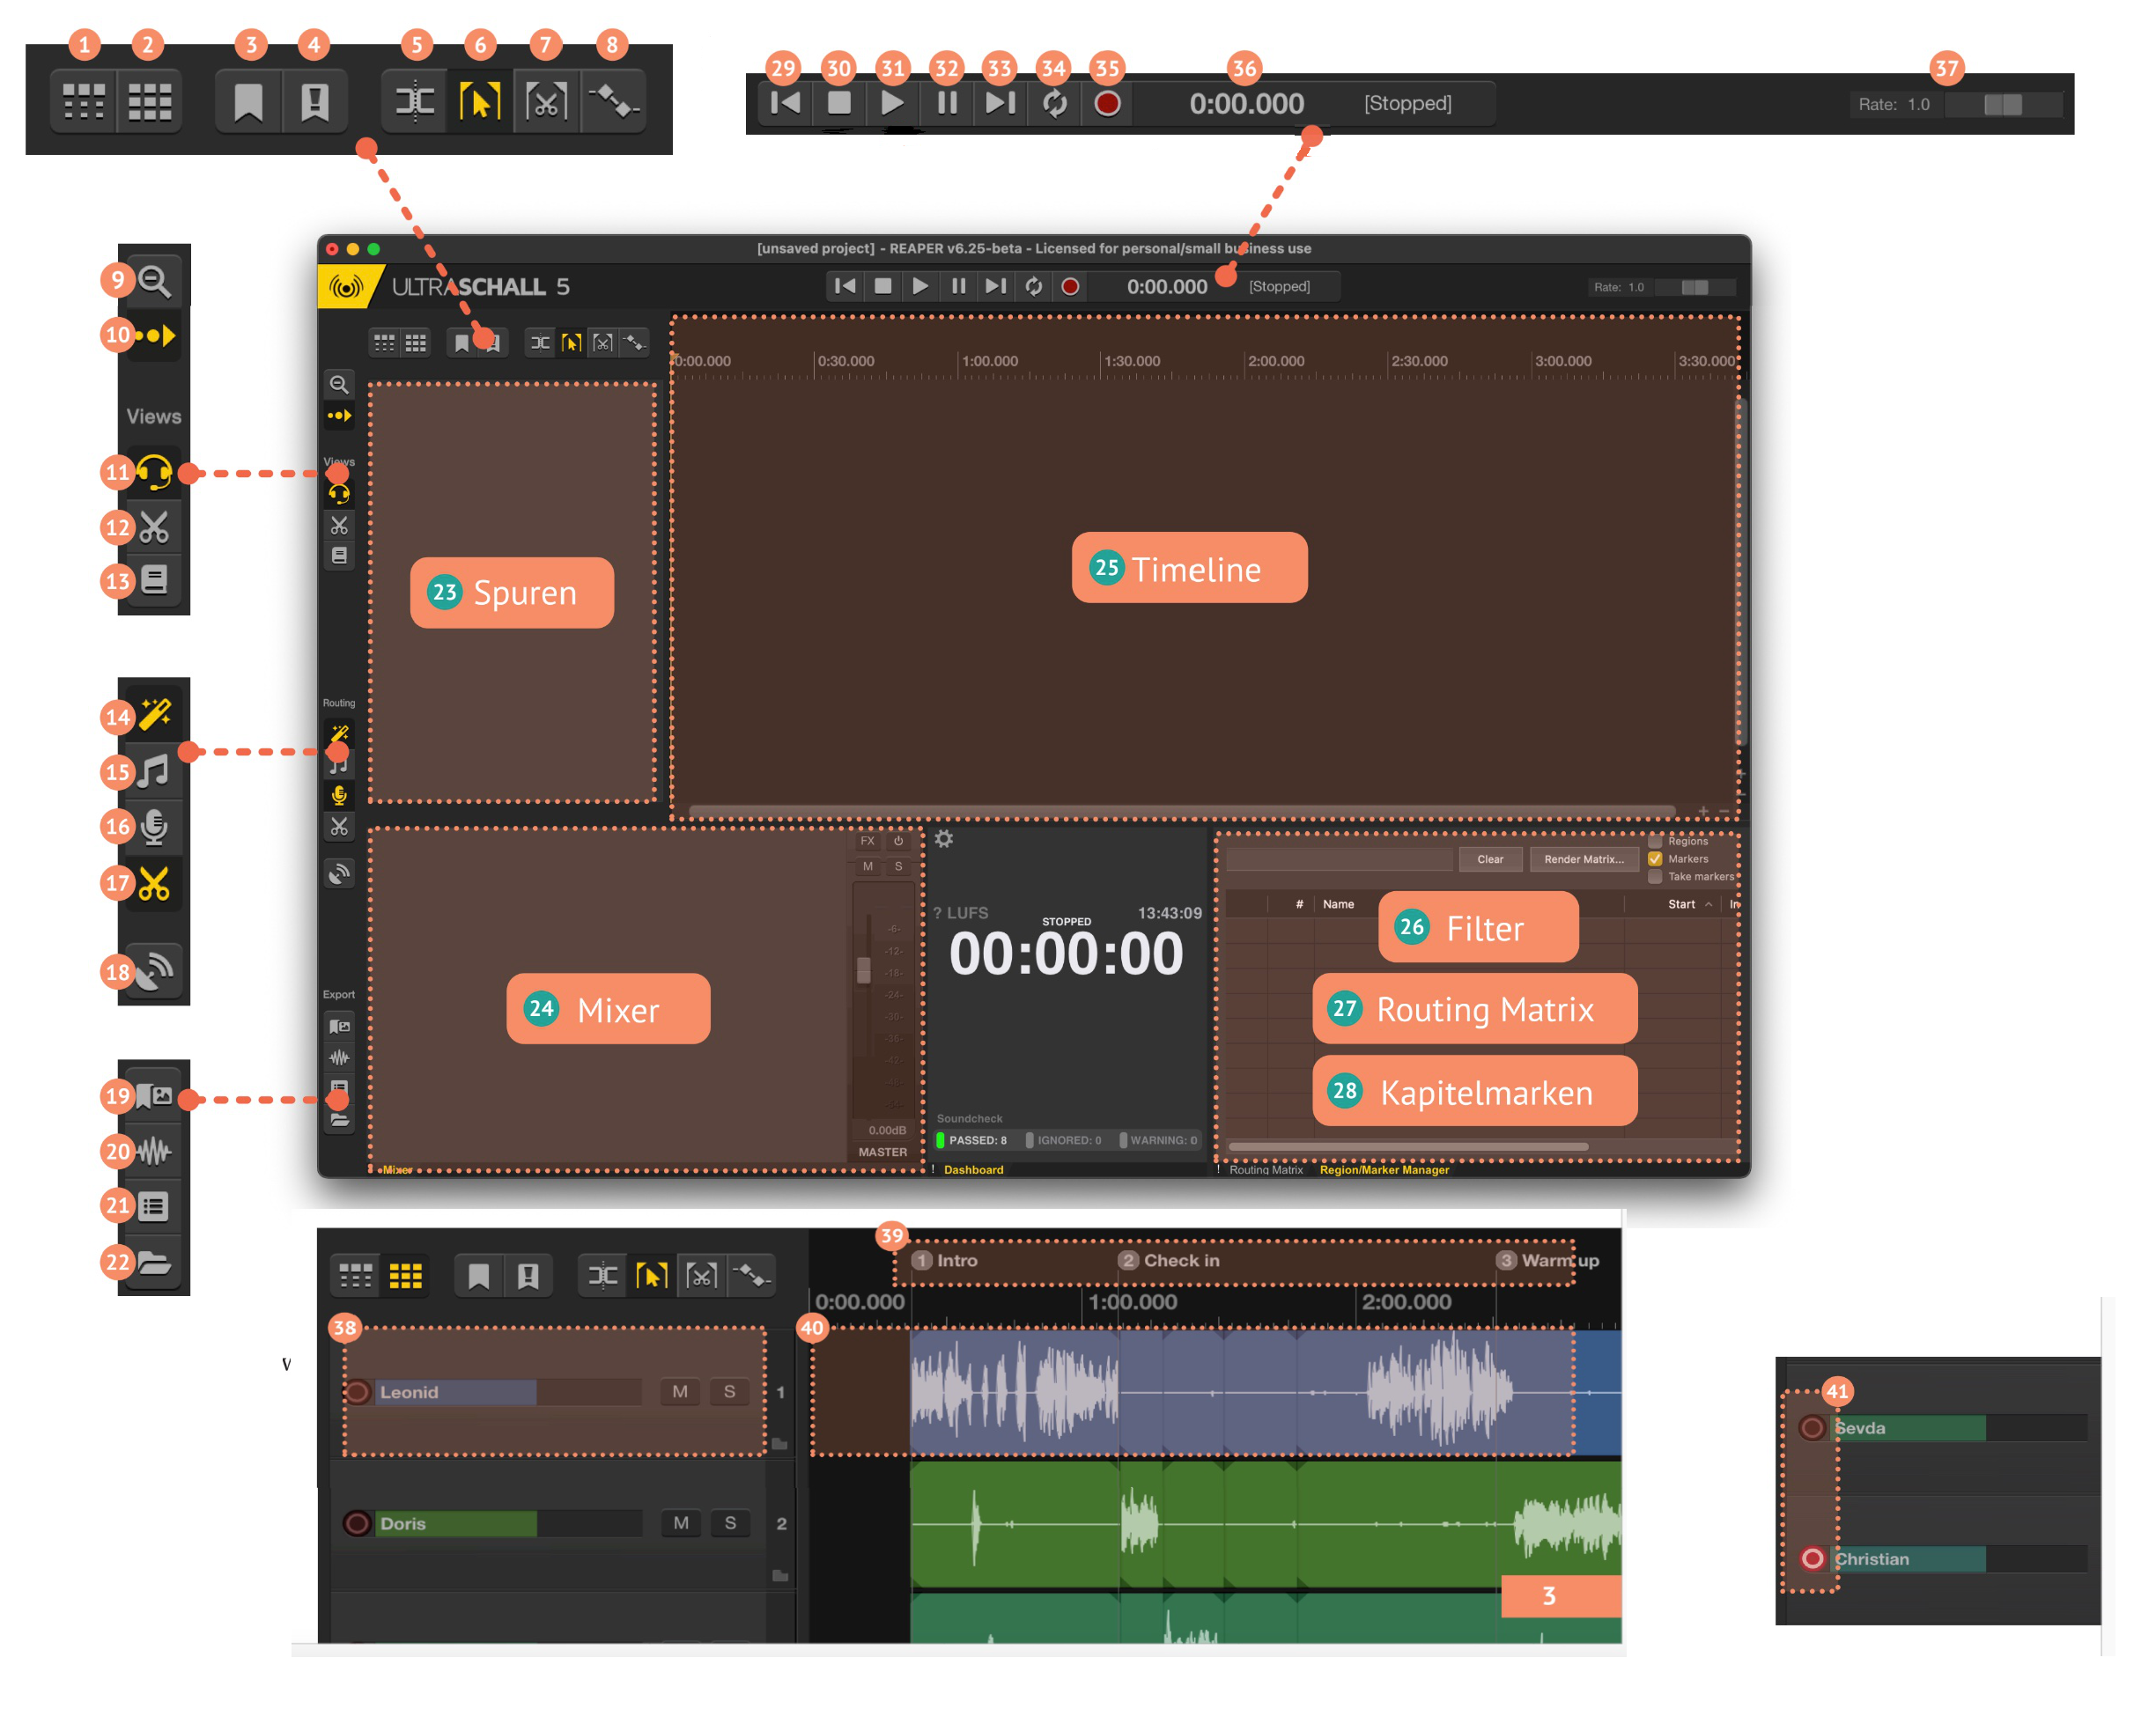 1 2 3 4 5 6 7 8
29 30 31 32 33 34 35 36 37
0:00.000 [Stopped] Rate: 1.0
[unsaved project] - REAPER v6.25-beta - Licensed for personal/small business use
ULTRASCHALL 5
0:00.000 [Stopped] Rate: 1.0
0:00.000 0:30.000 1:00.000 1:30.000 2:00.000 2:30.000 3:00.000 3:30.000
9
10
Views
11
12
13
14
15
16
17
18
19
20
21
22
Views
Routing
Export
23 Spuren
25 Timeline
24 Mixer
FX
M S
-6-
-12-
-18-
-24-
-30-
-36-
-42-
0.00dB
MASTER
Mixer
? LUFS 13:43:09
STOPPED
00:00:00
Soundcheck
PASSED: 8 IGNORED: 0 WARNING: 0
! Dashboard
Regions
Clear Render Matrix... Markers
Take markers
# Name Start In
26 Filter
27 Routing Matrix
28 Kapitelmarken
! Routing Matrix Region/Marker Manager
39
1 Intro 2 Check in 3 Warm up
0:00.000 1:00.000 2:00.000
38 40
Leonid M S 1
Doris M S 2
3
v
41
Sevda
Christian